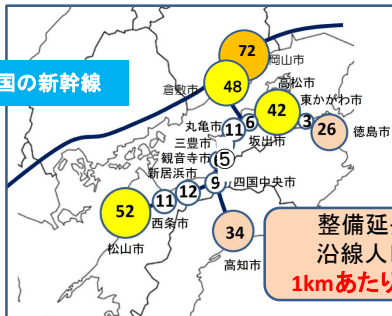 国の新幹線
72
岡山市
倉敷市
48
高松市
42
東かがわ市
丸亀市
11
6
坂出市
3
26
徳島市
三豊市
観音寺市
5
新居浜市
9
四国中央市
12
11
西条市
52
松山市
34
高知市
整備延
沿線人
1kmあたり